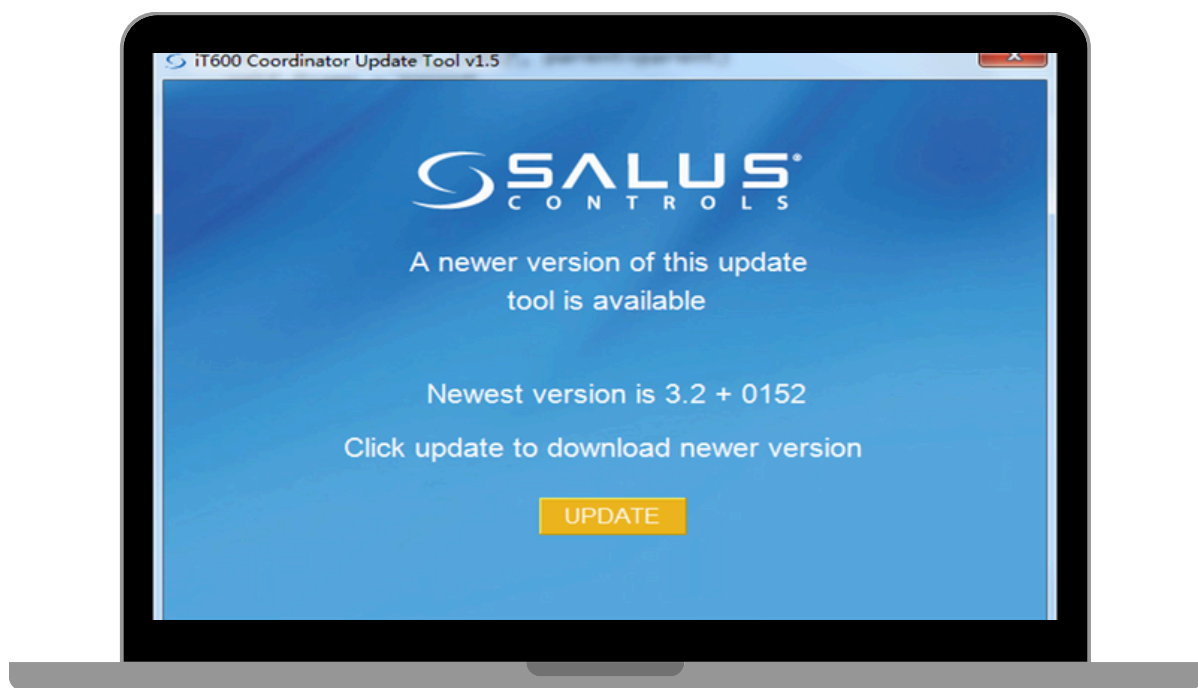 iT600 Coordinator Update Tool v1.5
SALUS®
CONTROLS
A newer version of this update
tool is available
Newest version is 3.2 + 0152
Click update to download newer version
UPDATE